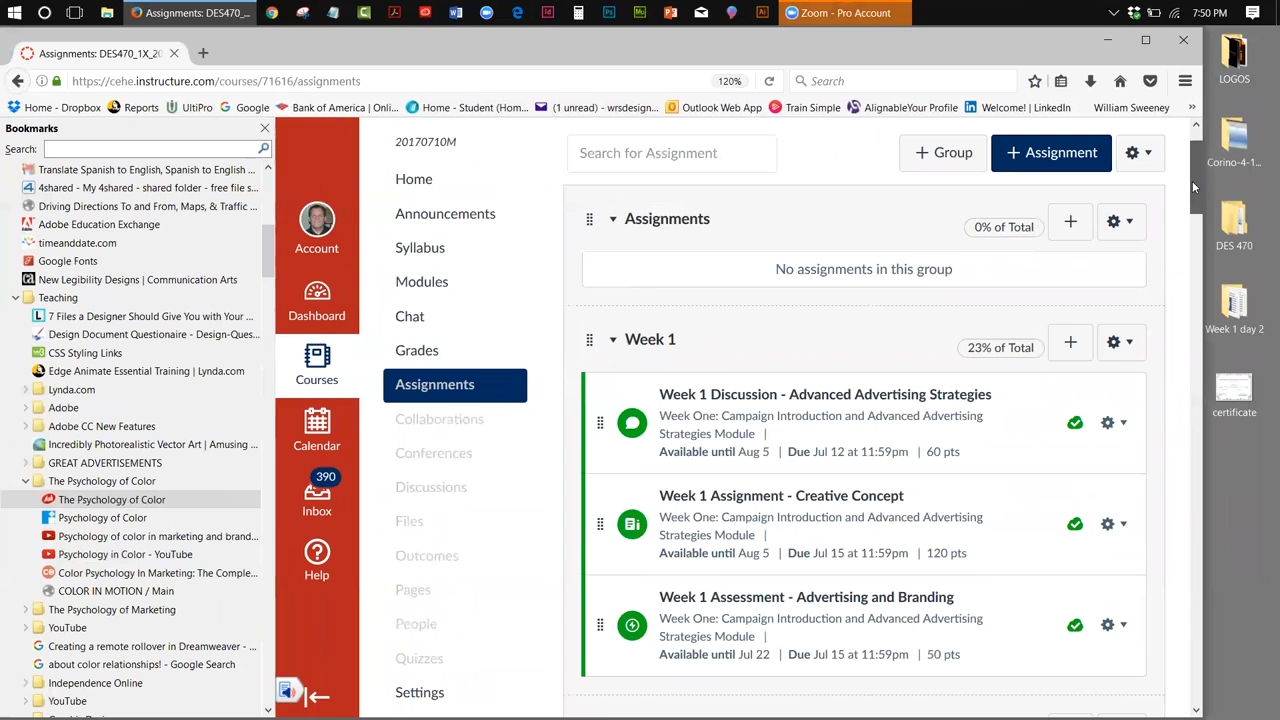 Assignments: DES470_...
Zoom - Pro Account
7:50 PM
Assignments: DES470_1X_20
https://cehe.instructure.com/courses/71616/assignments
120%
Search
Home - Dropbox
Reports
UltiPro
Google
Bank of America | Onli...
Home - Student (Hom...
(1 unread) - wrsdesign...
Outlook Web App
Train Simple
AlignableYour Profile
Welcome! | LinkedIn
William Sweeney
Bookmarks
Search:
Translate Spanish to English, Spanish to English ...
4shared - My 4shared - shared folder - free file s...
Driving Directions To and From, Maps, & Traffic ...
Adobe Education Exchange
timeanddate.com
Google Fonts
New Legibility Designs | Communication Arts
Teaching
7 Files a Designer Should Give You with Your ...
Design Document Questionaire - Design-Ques...
CSS Styling Links
Edge Animate Essential Training | Lynda.com
Lynda.com
Adobe
Adobe CC New Features
Incredibly Photorealistic Vector Art | Amusing ...
GREAT ADVERTISEMENTS
The Psychology of Color
The Psychology of Color
Psychology of Color
Psychology of color in marketing and brand...
Psychology in Color - YouTube
Color Psychology In Marketing: The Comple...
COLOR IN MOTION / Main
The Psychology of Marketing
YouTube
Creating a remote rollover in Dreamweaver - ...
about color relationships? - Google Search
Independence Online
YouTube
Account
Dashboard
Courses
Calendar
390
Inbox
Help
20170710M
Home
Announcements
Syllabus
Modules
Chat
Grades
Assignments
Collaborations
Conferences
Discussions
Files
Outcomes
Pages
People
Quizzes
Settings
Search for Assignment
+ Group
+ Assignment
Assignments
0% of Total
No assignments in this group
Week 1
23% of Total
Week 1 Discussion - Advanced Advertising Strategies
Week One: Campaign Introduction and Advanced Advertising
Strategies Module |
Available until Aug 5 | Due Jul 12 at 11:59pm | 60 pts
Week 1 Assignment - Creative Concept
Week One: Campaign Introduction and Advanced Advertising
Strategies Module |
Available until Aug 5 | Due Jul 15 at 11:59pm | 120 pts
Week 1 Assessment - Advertising and Branding
Week One: Campaign Introduction and Advanced Advertising
Strategies Module |
Available until Jul 22 | Due Jul 15 at 11:59pm | 50 pts
LOGOS
Corino-4-1...
DES 470
Week 1 day 2
certificate